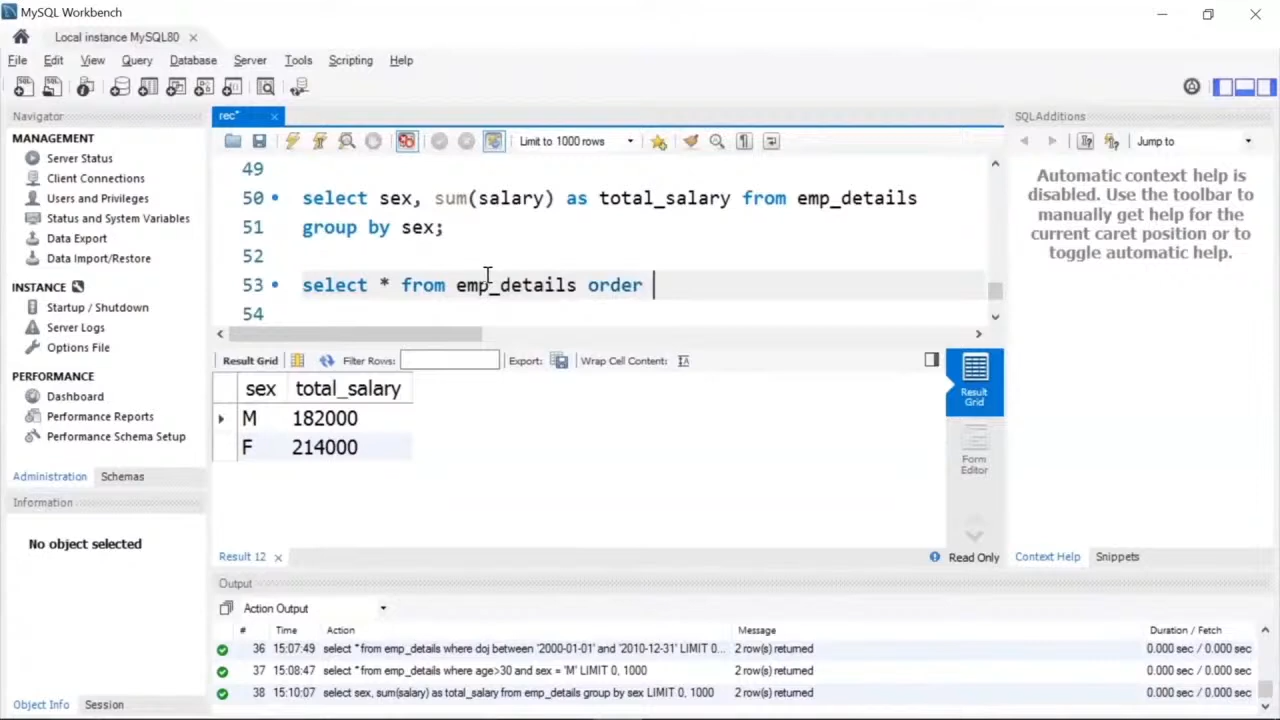 MySQL Workbench
Local instance MySQL80
File Edit View Query Database Server Tools Scripting Help
Navigator
MANAGEMENT
Server Status
Client Connections
Users and Privileges
Status and System Variables
Data Export
Data Import/Restore
INSTANCE
Startup / Shutdown
Server Logs
Options File
PERFORMANCE
Dashboard
Performance Reports
Performance Schema Setup
Administration Schemas
Information
No object selected
Object Info Session
rec*
Limit to 1000 rows
49
50 select sex, sum(salary) as total_salary from emp_details
51 group by sex;
52
53 select * from emp_details order
54
Result Grid Filter Rows: Export: Wrap Cell Content:
sex total_salary
M 182000
F 214000
Result Grid
Form Editor
Result 12
Read Only
Output
Action Output
# Time Action Message Duration / Fetch
36 15:07:49 select * from emp_details where doj between '2000-01-01' and '2010-12-31' LIMIT 0... 2 row(s) returned 0.000 sec / 0.000 sec
37 15:08:47 select * from emp_details where age>30 and sex = 'M' LIMIT 0, 1000 2 row(s) returned 0.000 sec / 0.000 sec
38 15:10:07 select sex, sum(salary) as total_salary from emp_details group by sex LIMIT 0, 1000 2 row(s) returned 0.000 sec / 0.000 sec
SQLAdditions
Jump to
Automatic context help is
disabled. Use the toolbar to
manually get help for the
current caret position or to
toggle automatic help.
Context Help Snippets